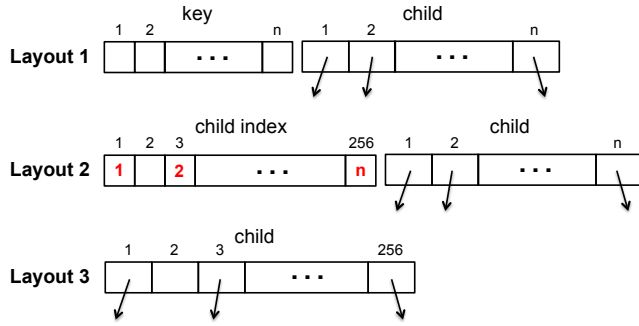 key child
1 2 n 1 2 n
Layout 1 ... ...
child index child
1 2 3 256 1 2 n
Layout 2 1 2 ... n ...
child
1 2 3 256
Layout 3 ...